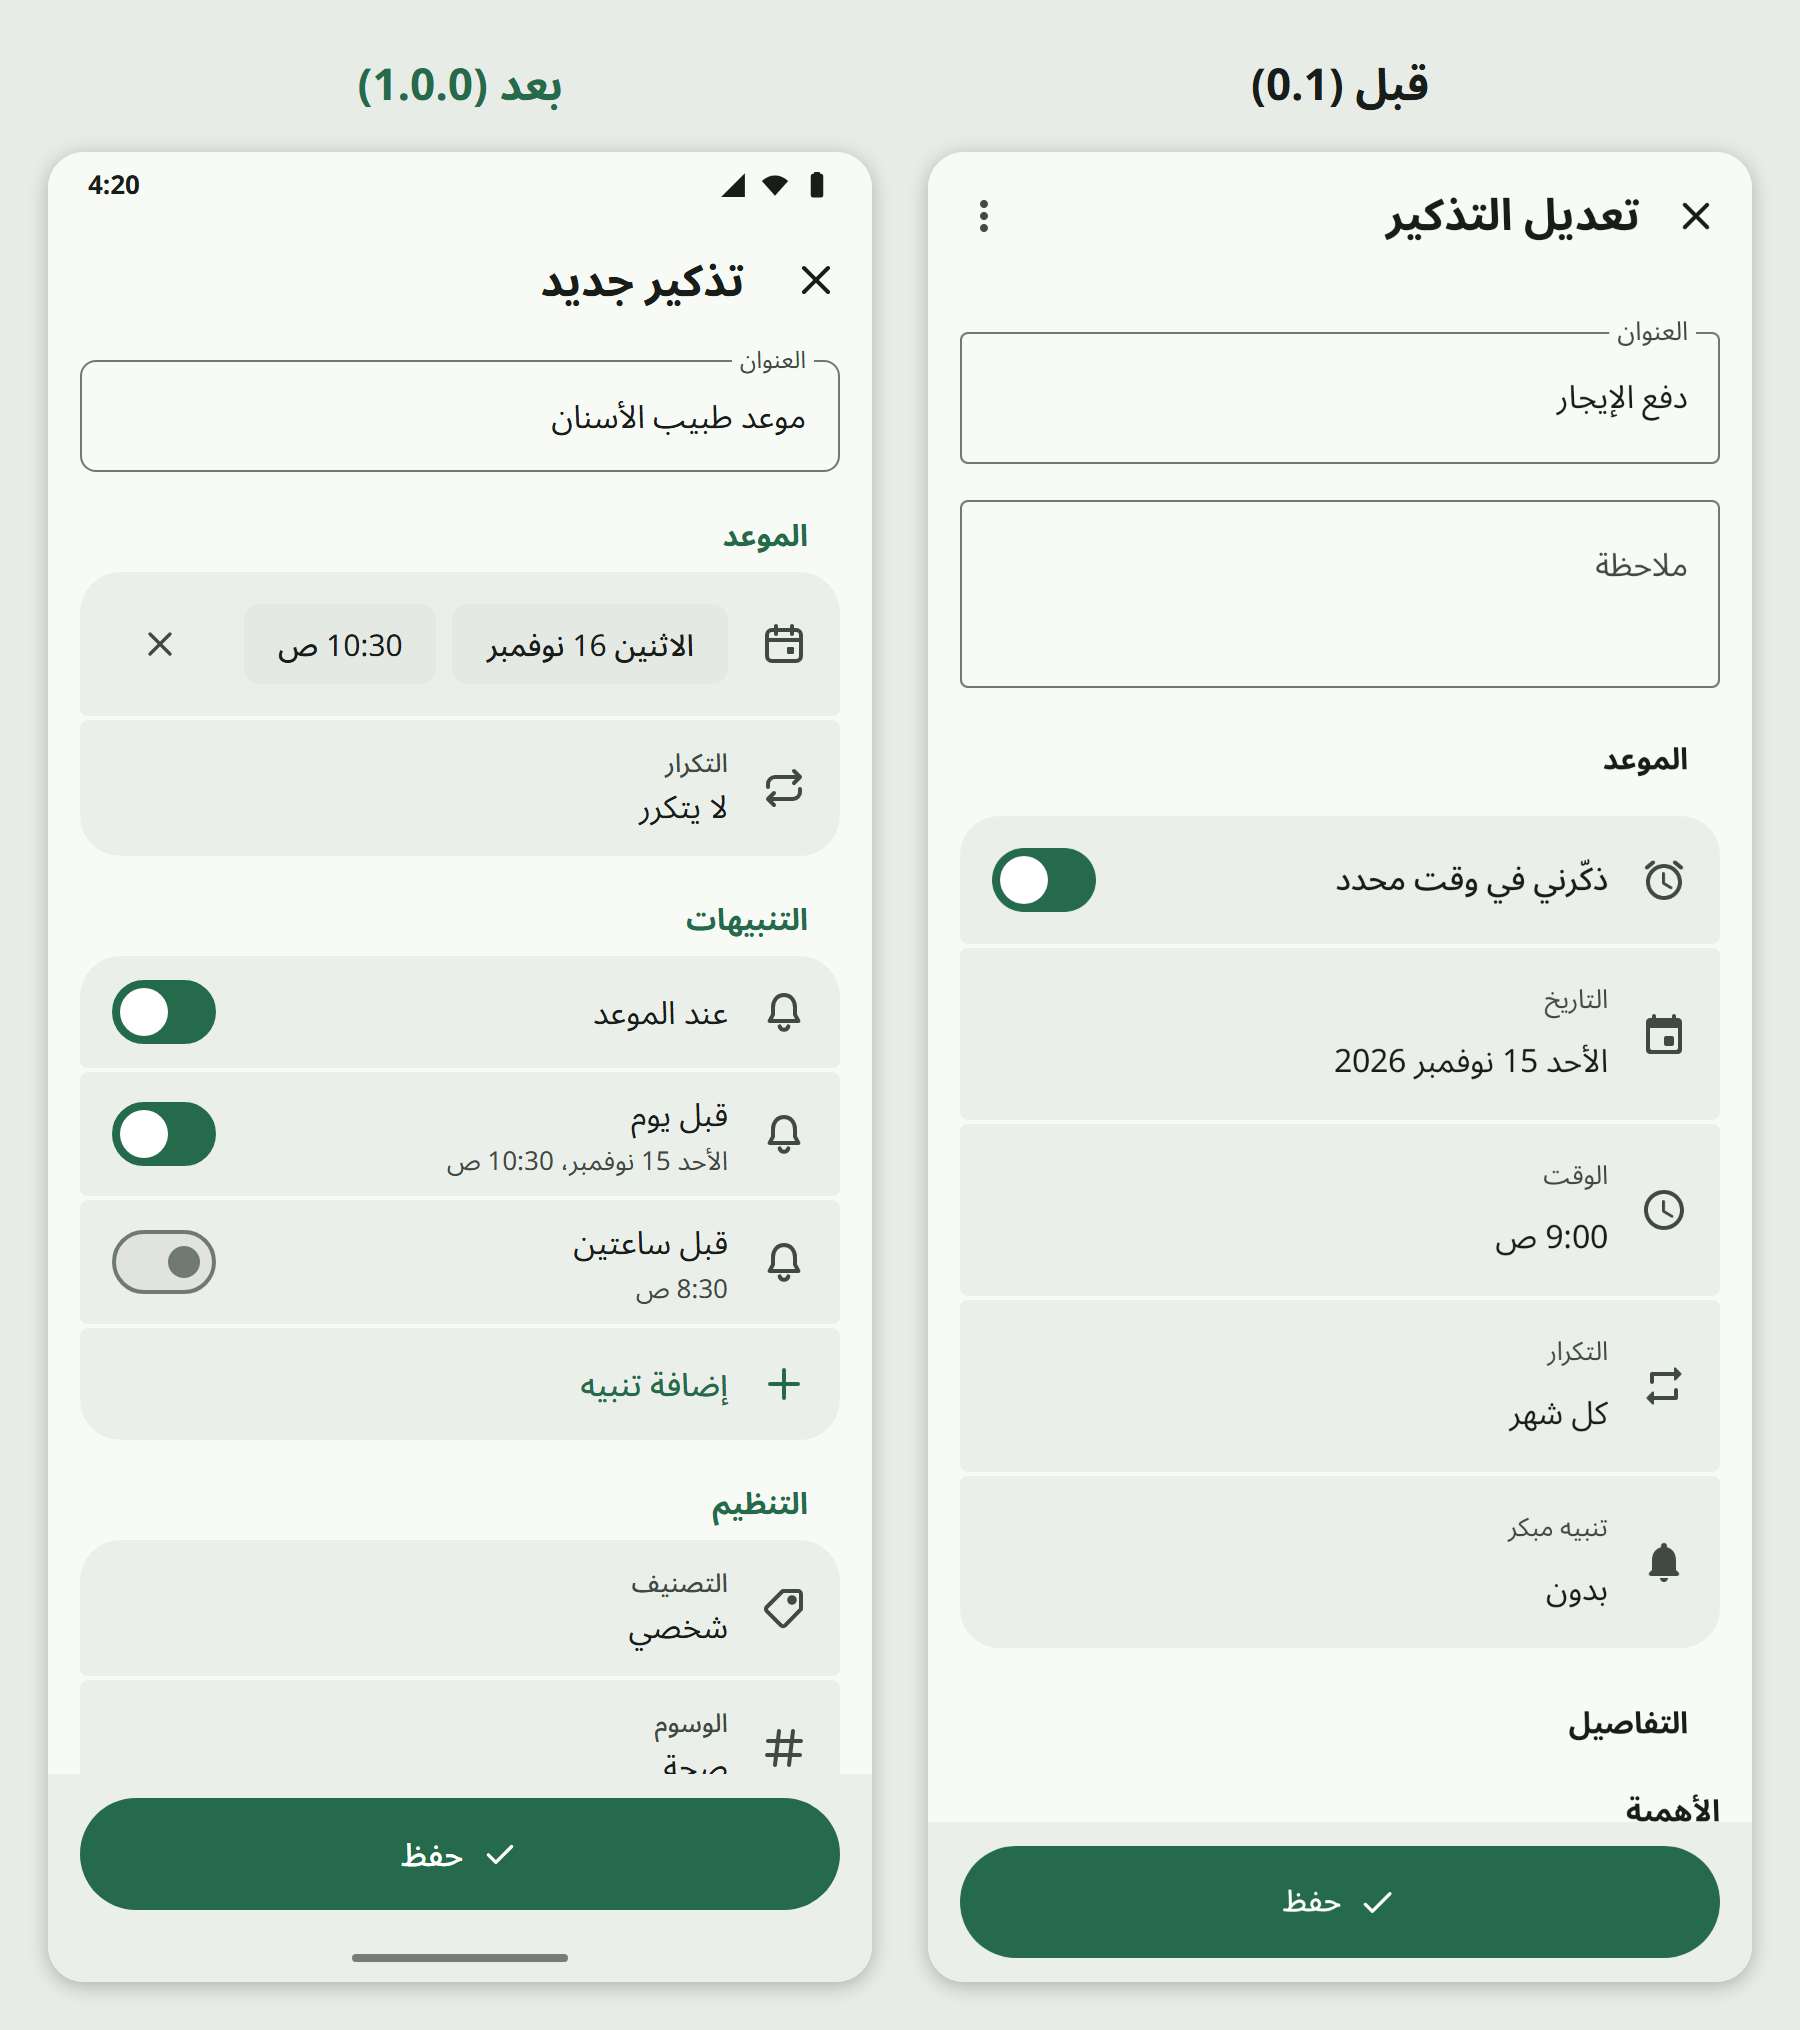 قبل (0.1)
تعديل التذكير
العنوان
دفع الإيجار
ملاحظة
الموعد
ذكّرني في وقت محدد
التاريخ
الأحد 15 نوفمبر 2026
الوقت
9:00 ص
التكرار
كل شهر
تنبيه مبكر
بدون
التفاصيل
الأهمية
حفظ
بعد (1.0.0)
4:20
تذكير جديد
العنوان
موعد طبيب الأسنان
الموعد
الاثنين 16 نوفمبر
10:30 ص
التكرار
لا يتكرر
التنبيهات
عند الموعد
قبل يوم
الأحد 15 نوفمبر، 10:30 ص
قبل ساعتين
8:30 ص
إضافة تنبيه
التنظيم
التصنيف
شخصي
الوسوم
صحة
حفظ